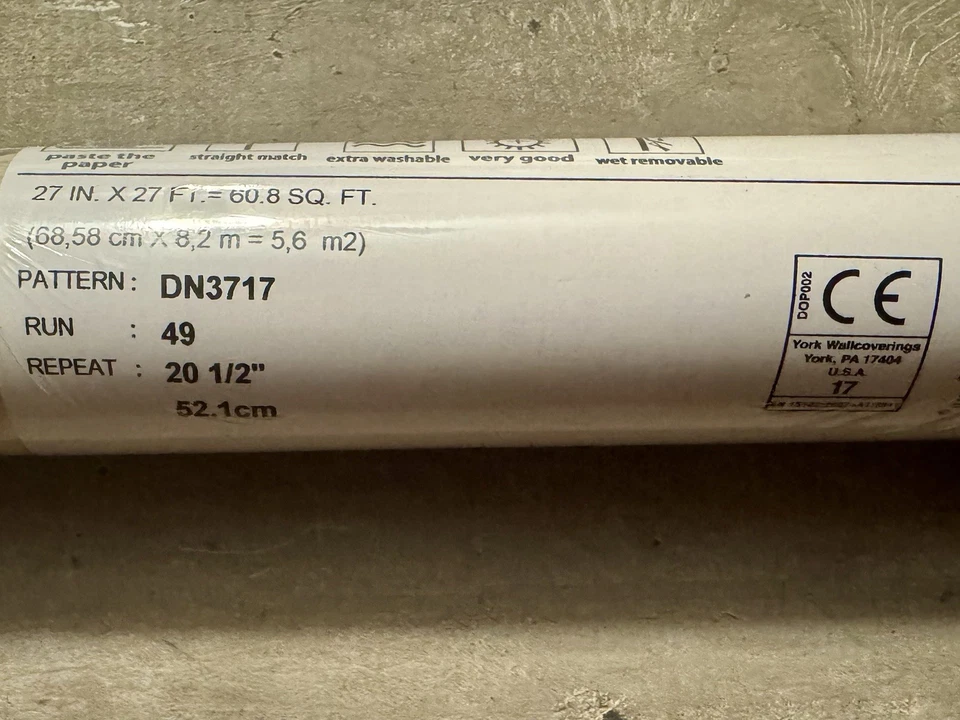 paste the
paper
straight match
extra washable
very good
wet removable
27 IN. X 27 FT.= 60.8 SQ. FT.
(68,58 cm X 8,2 m = 5,6 m2)
PATTERN : DN3717
RUN : 49
REPEAT : 20 1/2"
52.1cm
DOP002
CE
York Wallcoverings
York, PA 17404
U.S.A.
17